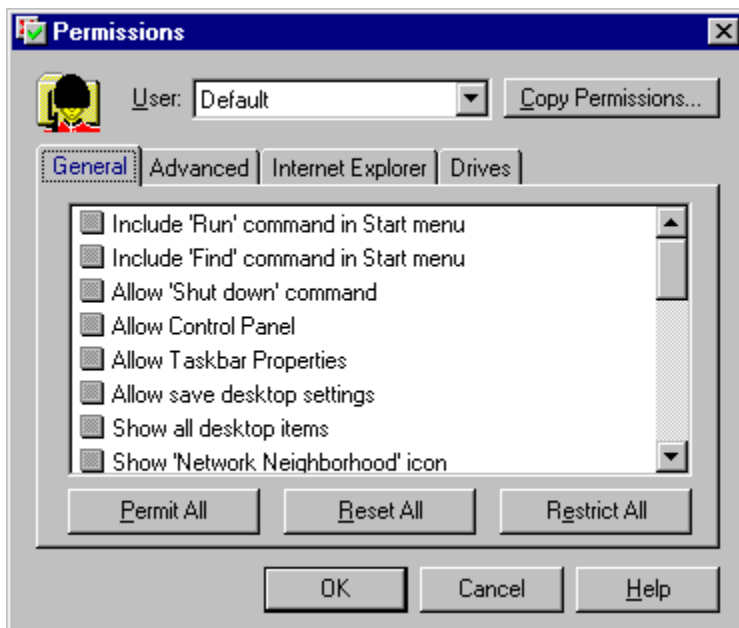 Permissions
User: Default Copy Permissions...
General Advanced Internet Explorer Drives
Include 'Run' command in Start menu
Include 'Find' command in Start menu
Allow 'Shut down' command
Allow Control Panel
Allow Taskbar Properties
Allow save desktop settings
Show all desktop items
Show 'Network Neighborhood' icon
Permit All Reset All Restrict All
OK Cancel Help